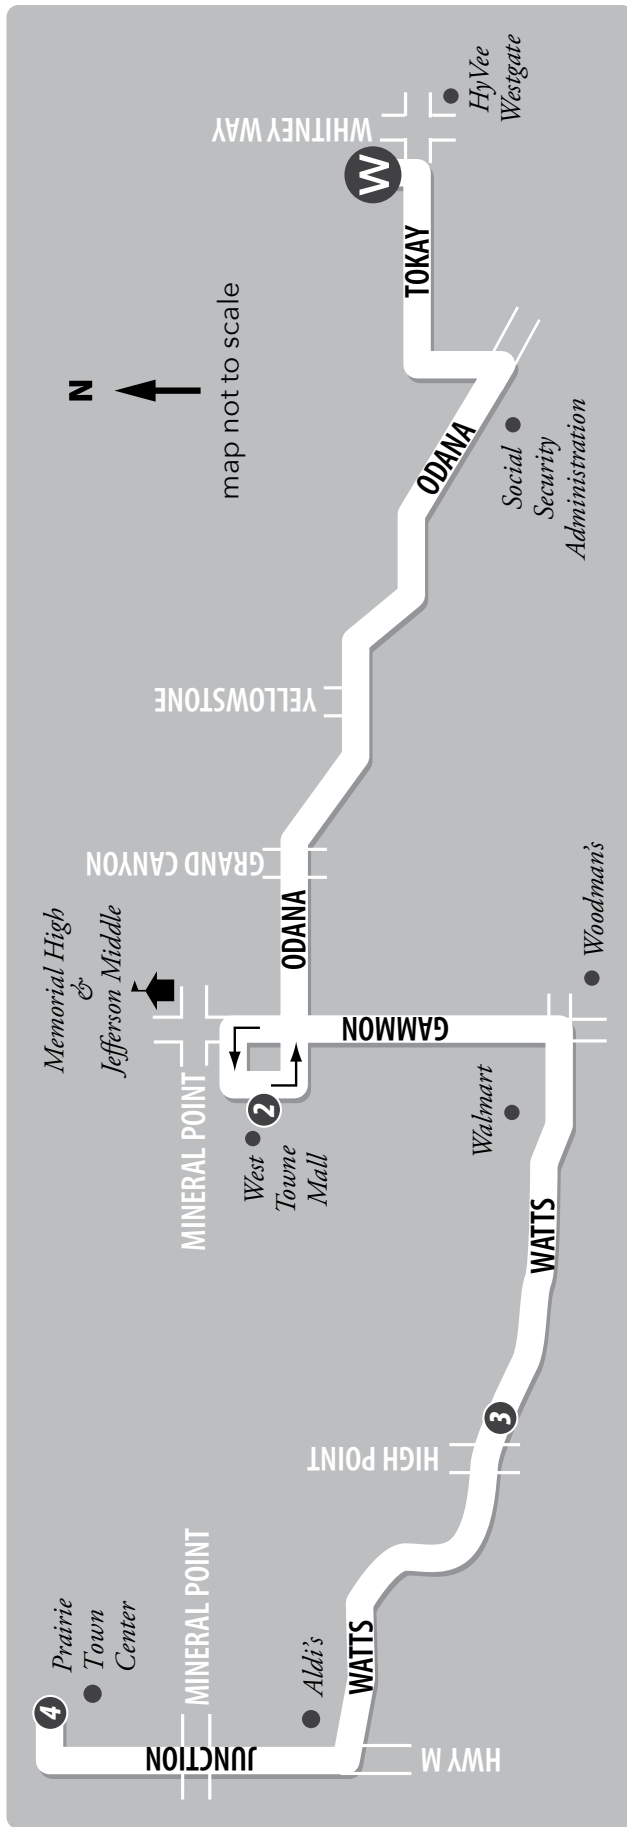 Prairie
Town
Center
4
JUNCTION
MINERAL POINT
Aldi's
WATTS
HWY M
HIGH POINT
3
WATTS
Walmart
Woodman's
GAMMON
West
Towne
Mall
2
MINERAL POINT
Memorial High
&
Jefferson Middle
ODANA
GRAND CANYON
YELLOWSTONE
N
map not to scale
ODANA
Social
Security
Administration
TOKAY
W
WHITNEY WAY
HyVee
Westgate